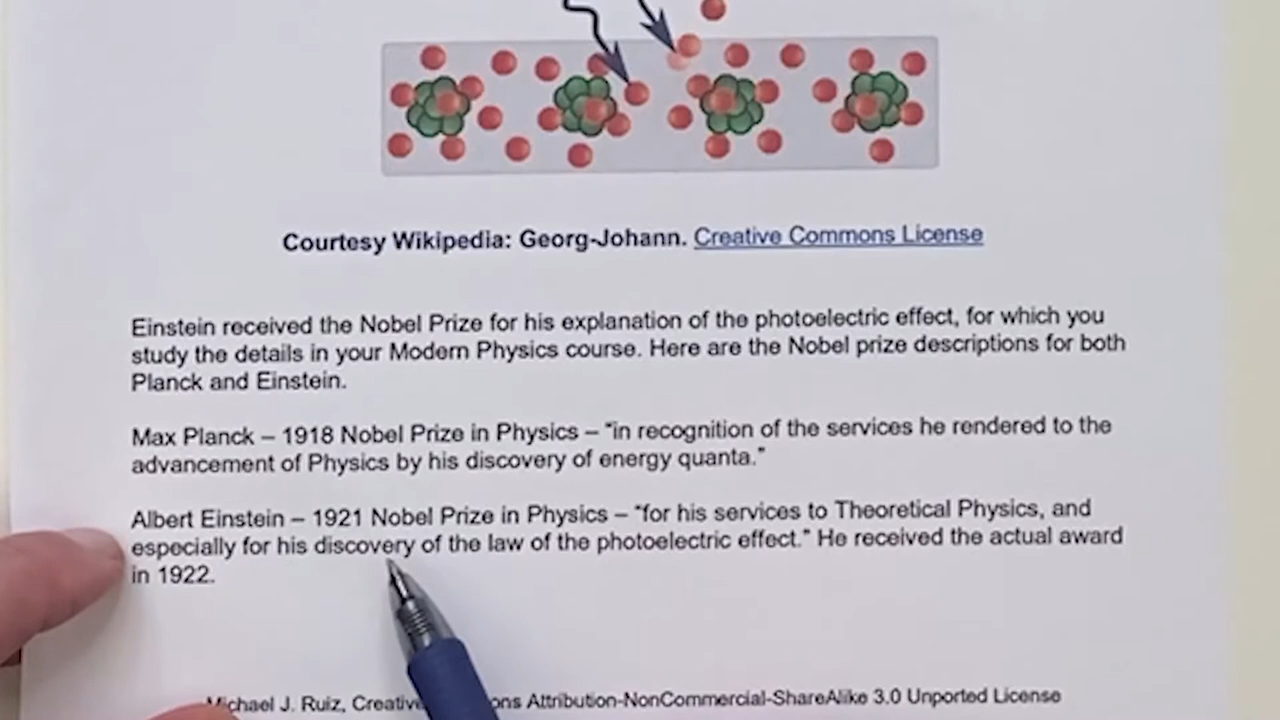 Courtesy Wikipedia: Georg-Johann. Creative Commons License
Einstein received the Nobel Prize for his explanation of the photoelectric effect, for which you
study the details in your Modern Physics course. Here are the Nobel prize descriptions for both
Planck and Einstein.
Max Planck – 1918 Nobel Prize in Physics – “in recognition of the services he rendered to the
advancement of Physics by his discovery of energy quanta.”
Albert Einstein – 1921 Nobel Prize in Physics – “for his services to Theoretical Physics, and
especially for his discovery of the law of the photoelectric effect.” He received the actual award
in 1922.
Michael J. Ruiz, Attribution-NonCommercial-ShareAlike 3.0 Unported License